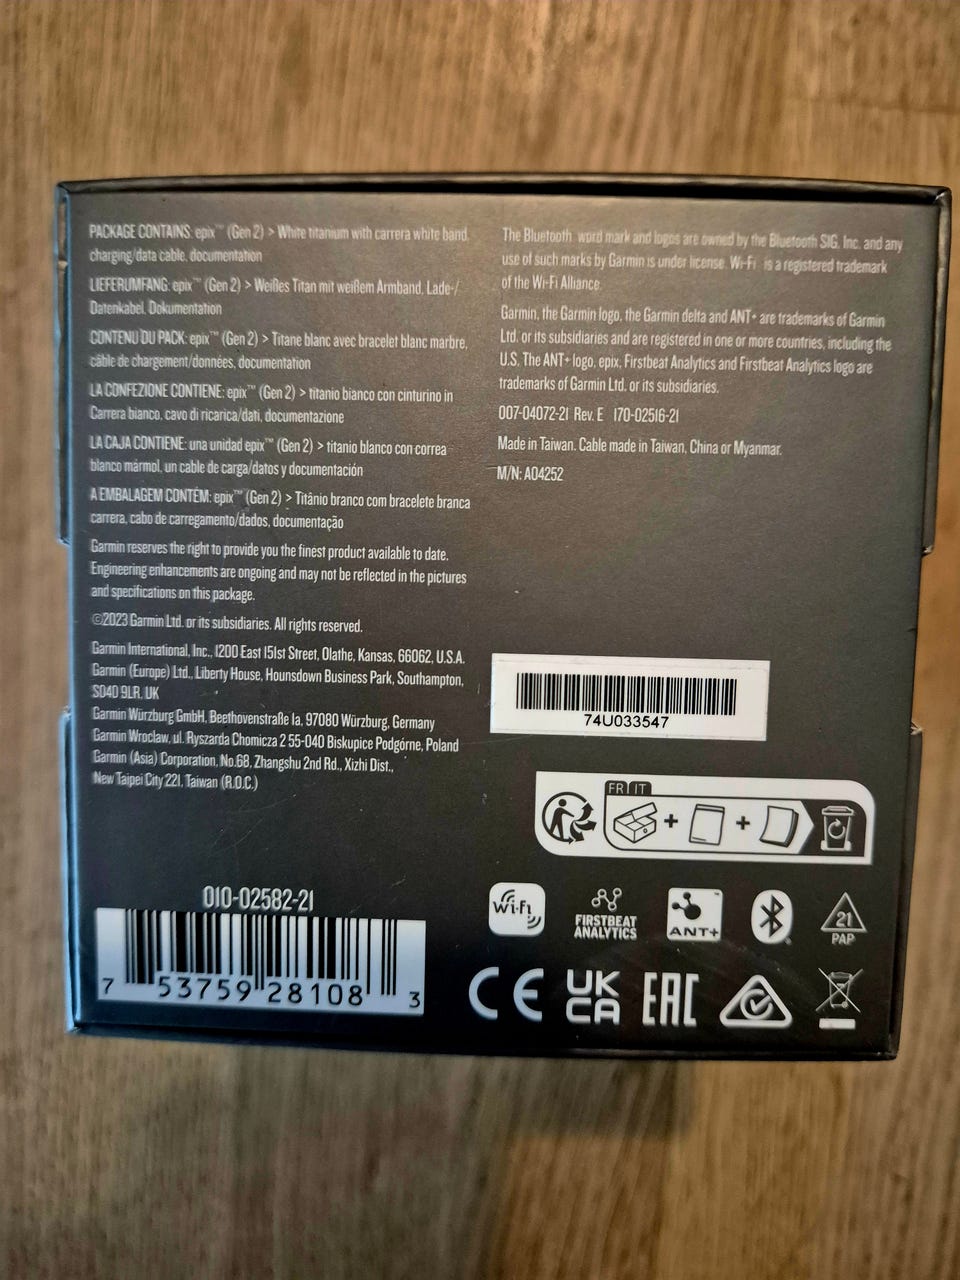 PACKAGE CONTAINS: epix™ (Gen 2) > White titanium with carrera white band,
charging/data cable, documentation
LIEFERUMFANG: epix™ (Gen 2) > Weißes Titan mit weißem Armband, Lade-/
Datenkabel, Dokumentation
CONTENU DU PACK: epix™ (Gen 2) > Titane blanc avec bracelet blanc marbre,
câble de chargement/données, documentation
LA CONFEZIONE CONTIENE: epix™ (Gen 2) > titanio bianco con cinturino in
Carrera bianco, cavo di ricarica/dati, documentazione
LA CAJA CONTIENE: una unidad epix™ (Gen 2) > titanio blanco con correa
blanco mármol, un cable de carga/datos y documentación
A EMBALAGEM CONTÉM: epix™ (Gen 2) > Titânio branco com bracelete branca
carrera, cabo de carregamento/dados, documentação
Garmin reserves the right to provide you the finest product available to date.
Engineering enhancements are ongoing and may not be reflected in the pictures
and specifications on this package.
©2023 Garmin Ltd. or its subsidiaries. All rights reserved.
Garmin International, Inc., 1200 East 151st Street, Olathe, Kansas, 66062, U.S.A.
Garmin (Europe) Ltd., Liberty House, Hounsdown Business Park, Southampton,
SO40 9LR, UK
Garmin Würzburg GmbH, Beethovenstraße 1a, 97080 Würzburg, Germany
Garmin Wroclaw, ul. Ryszarda Chomicza 2 55-040 Biskupice Podgórne, Poland
Garmin (Asia) Corporation, No.68, Zhangshu 2nd Rd., Xizhi Dist.,
New Taipei City 221, Taiwan (R.O.C.)
010-02582-21
7 53759 28108 3
The Bluetooth word mark and logos are owned by the Bluetooth SIG, Inc. and any
use of such marks by Garmin is under license. Wi-Fi is a registered trademark
of the Wi-Fi Alliance.
Garmin, the Garmin logo, the Garmin delta and ANT+ are trademarks of Garmin
Ltd. or its subsidiaries and are registered in one or more countries, including the
U.S. The ANT+ logo, epix, Firstbeat Analytics and Firstbeat Analytics logo are
trademarks of Garmin Ltd. or its subsidiaries.
007-04072-21 Rev. E 170-02516-21
Made in Taiwan. Cable made in Taiwan, China or Myanmar.
M/N: A04252
74U033547
FR IT
Wi-Fi
FIRSTBEAT
ANALYTICS
ANT+
21
PAP
CE
UK
CA
EAC